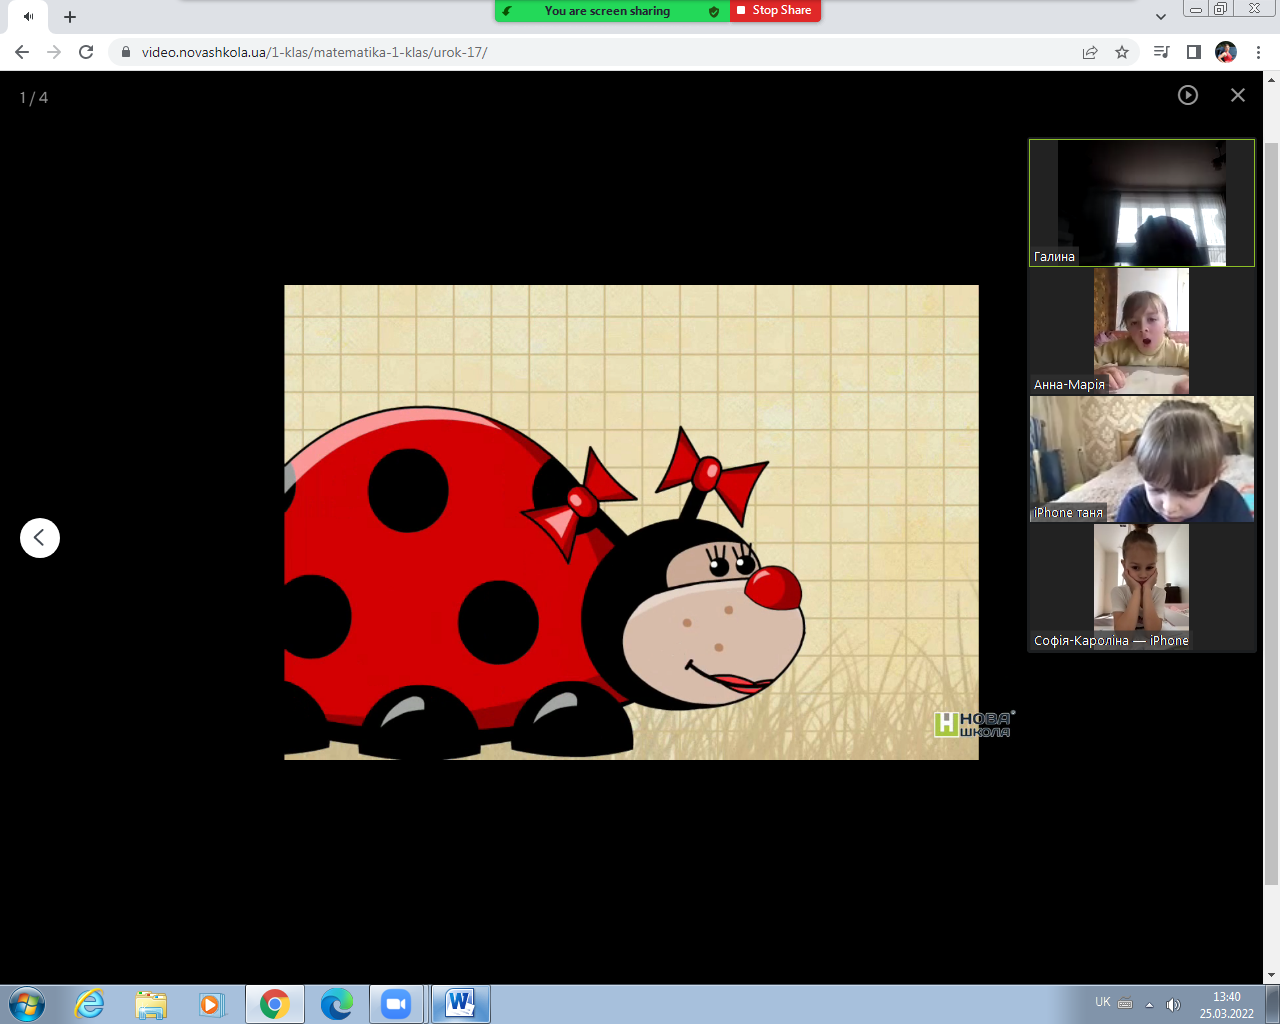 You are screen sharing
Stop Share
video.novashkola.ua/1-klas/matematika-1-klas/urok-17/
1 / 4
Галина
Анна-Марія
iPhone таня
Софія-Кароліна — iPhone
Н НОВА
ШКОЛА
UK
13:40
25.03.2022